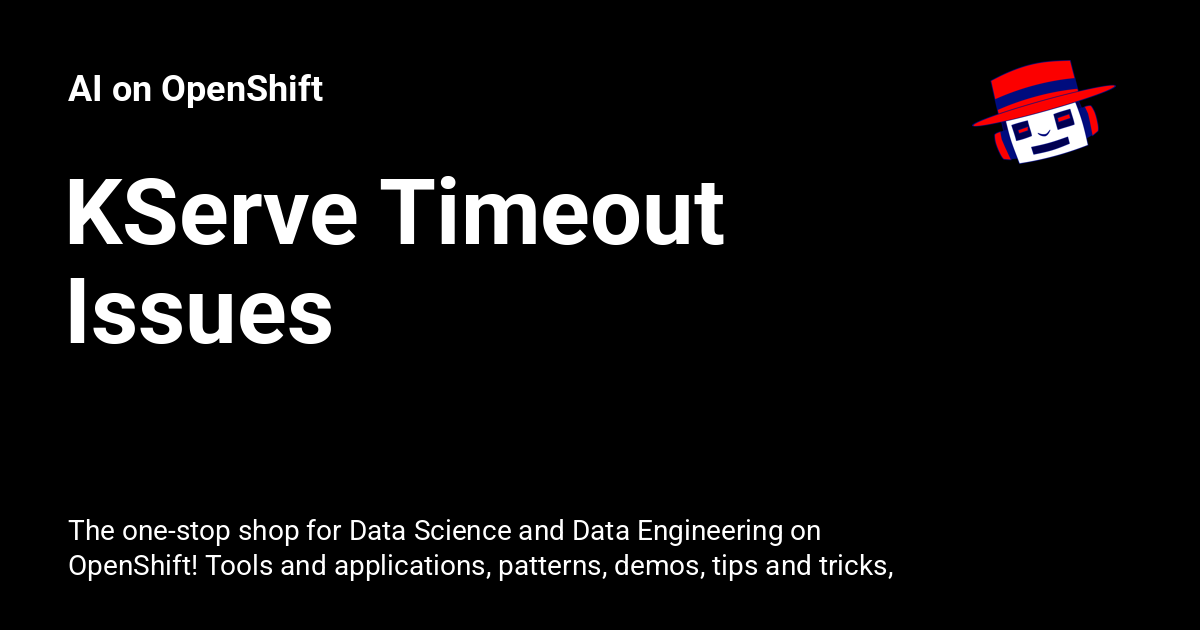 AI on OpenShift
KServe Timeout
Issues
The one-stop shop for Data Science and Data Engineering on
OpenShift! Tools and applications, patterns, demos, tips and tricks,